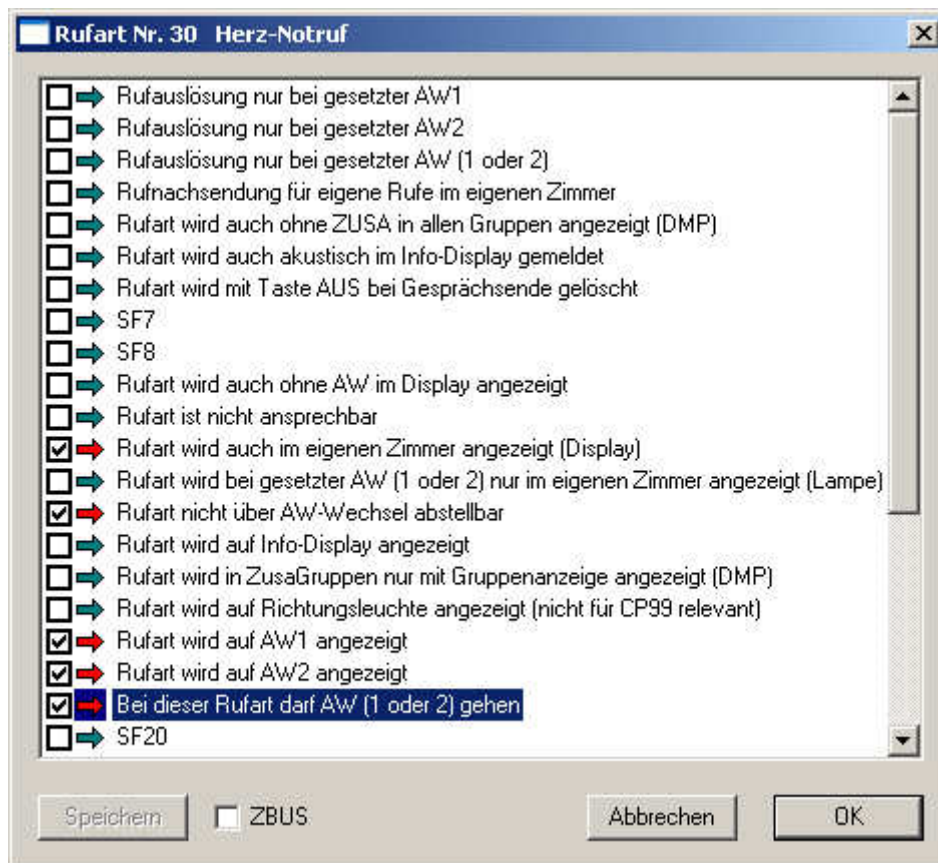 Rufart Nr. 30 Herz-Notruf
Rufauslösung nur bei gesetzter AW1
Rufauslösung nur bei gesetzter AW2
Rufauslösung nur bei gesetzter AW (1 oder 2)
Rufnachsendung für eigene Rufe im eigenen Zimmer
Rufart wird auch ohne ZUSA in allen Gruppen angezeigt (DMP)
Rufart wird auch akustisch im Info-Display gemeldet
Rufart wird mit Taste AUS bei Gesprächsende gelöscht
SF7
SF8
Rufart wird auch ohne AW im Display angezeigt
Rufart ist nicht ansprechbar
Rufart wird auch im eigenen Zimmer angezeigt (Display)
Rufart wird bei gesetzter AW (1 oder 2) nur im eigenen Zimmer angezeigt (Lampe)
Rufart nicht über AW-Wechsel abstellbar
Rufart wird auf Info-Display angezeigt
Rufart wird in ZusaGruppen nur mit Gruppenanzeige angezeigt (DMP)
Rufart wird auf Richtungsleuchte angezeigt (nicht für CP99 relevant)
Rufart wird auf AW1 angezeigt
Rufart wird auf AW2 angezeigt
Bei dieser Rufart darf AW (1 oder 2) gehen
SF20
Speichern ZBUS Abbrechen OK